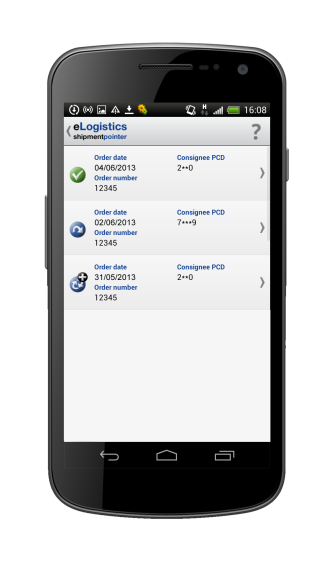 H
16:08
eLogistics
shipmentpointer
?
Order date
Consignee PCD
04/06/2013
2**0
Order number
12345
Order date
Consignee PCD
02/06/2013
7***9
Order number
12345
Order date
Consignee PCD
31/05/2013
2**0
Order number
12345